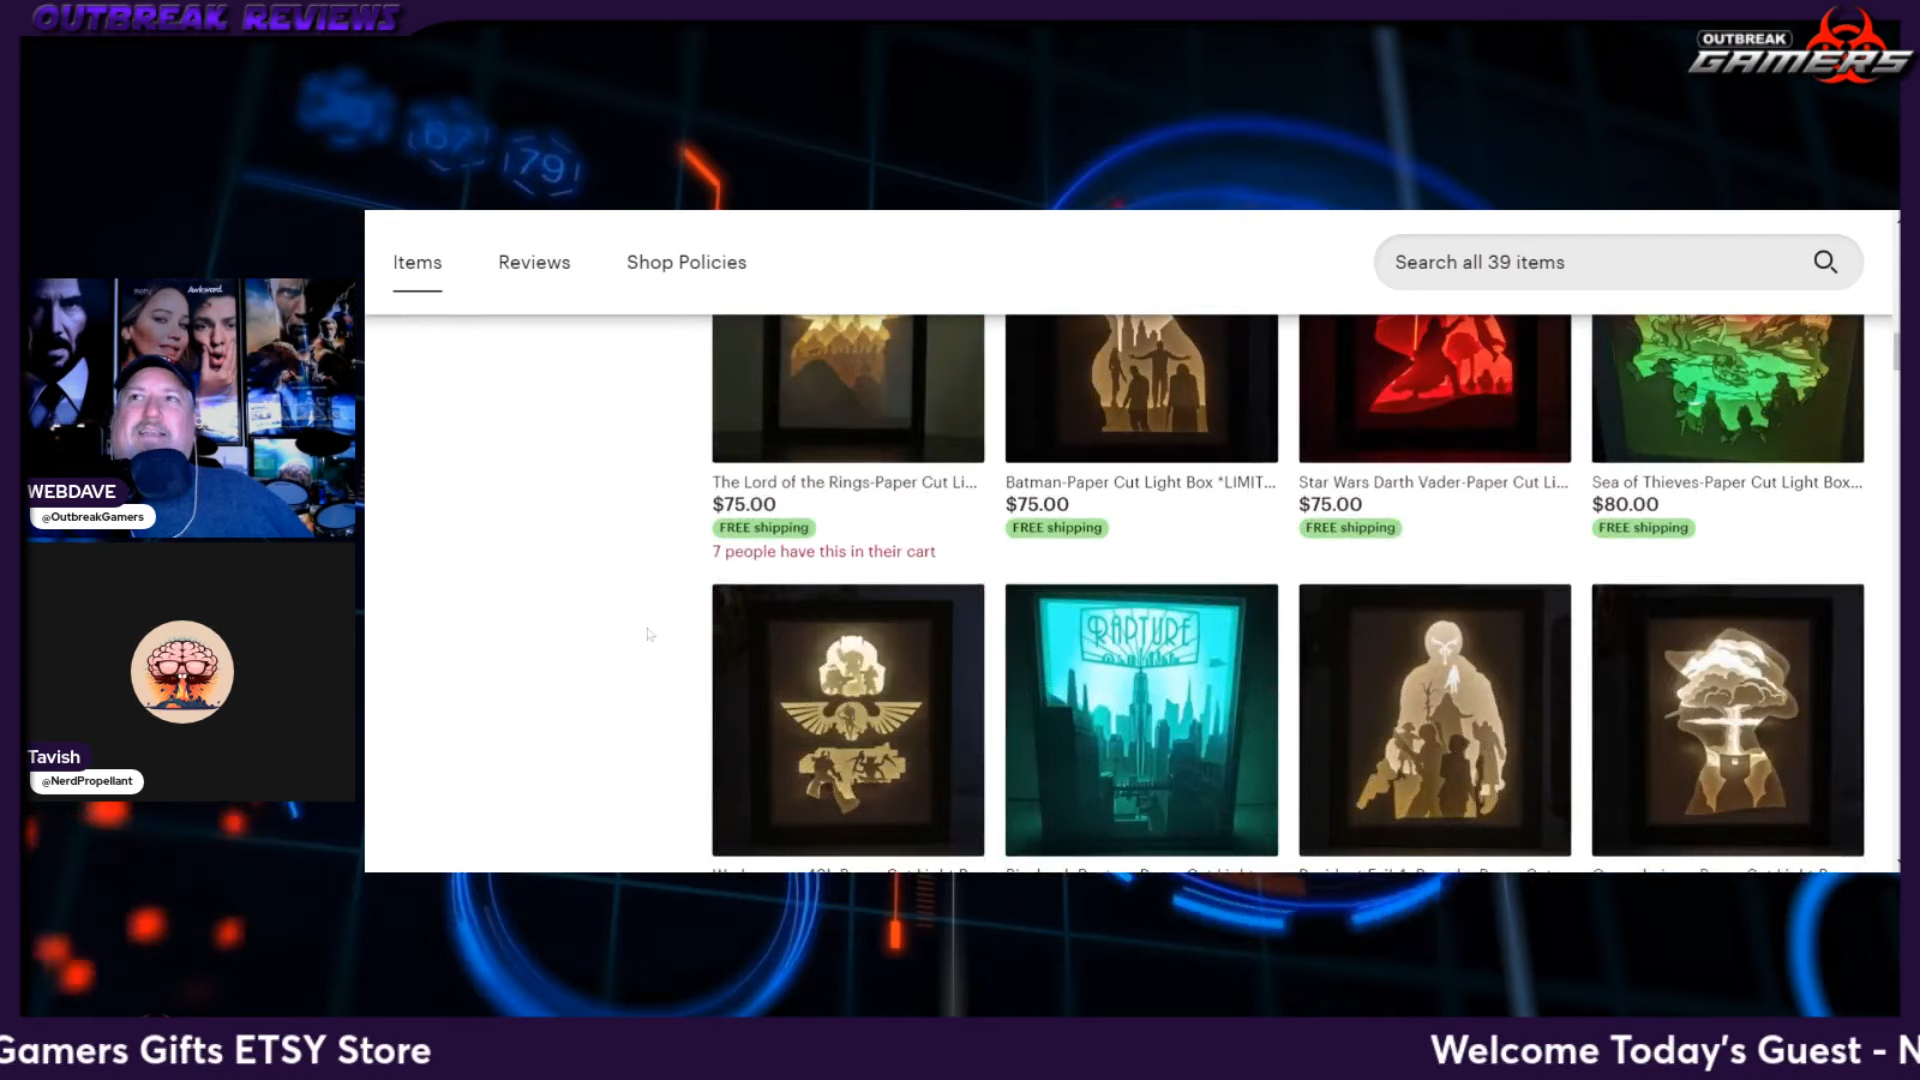 OUTBREAK REVIEWS
OUTBREAK
GAMERS
67
79
Items
Reviews
Shop Policies
Search all 39 items
Awkward.
WEBDAVE
@OutbreakGamers
Tavish
@NerdPropellant
The Lord of the Rings-Paper Cut Li...
$75.00
FREE shipping
7 people have this in their cart
Batman-Paper Cut Light Box *LIMIT...
$75.00
FREE shipping
Star Wars Darth Vader-Paper Cut Li...
$75.00
FREE shipping
Sea of Thieves-Paper Cut Light Box...
$80.00
FREE shipping
RAPTURE
Gamers Gifts ETSY Store
Welcome Today's Guest - N